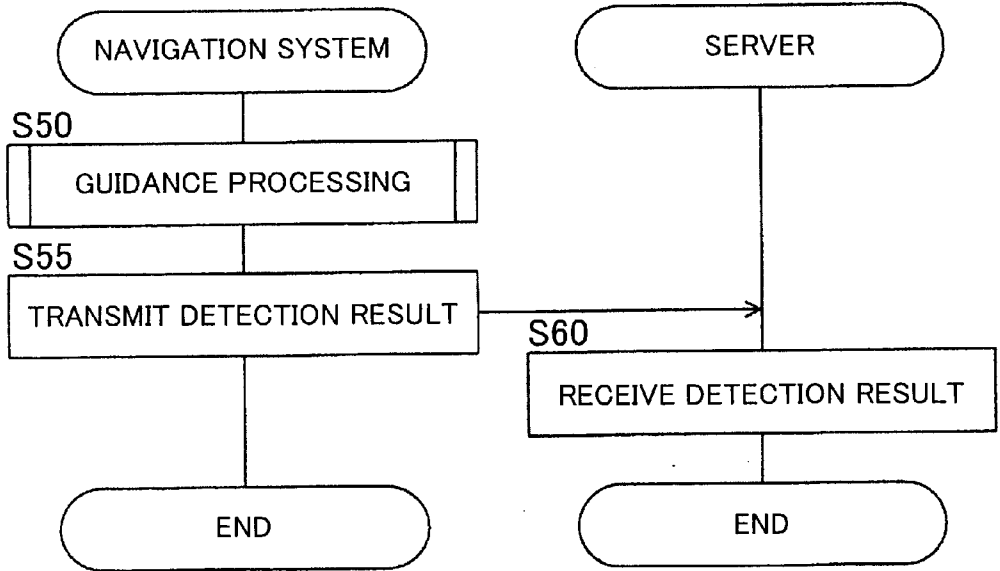 NAVIGATION SYSTEM
SERVER
S50
GUIDANCE PROCESSING
S55
TRANSMIT DETECTION RESULT
S60
RECEIVE DETECTION RESULT
END
END